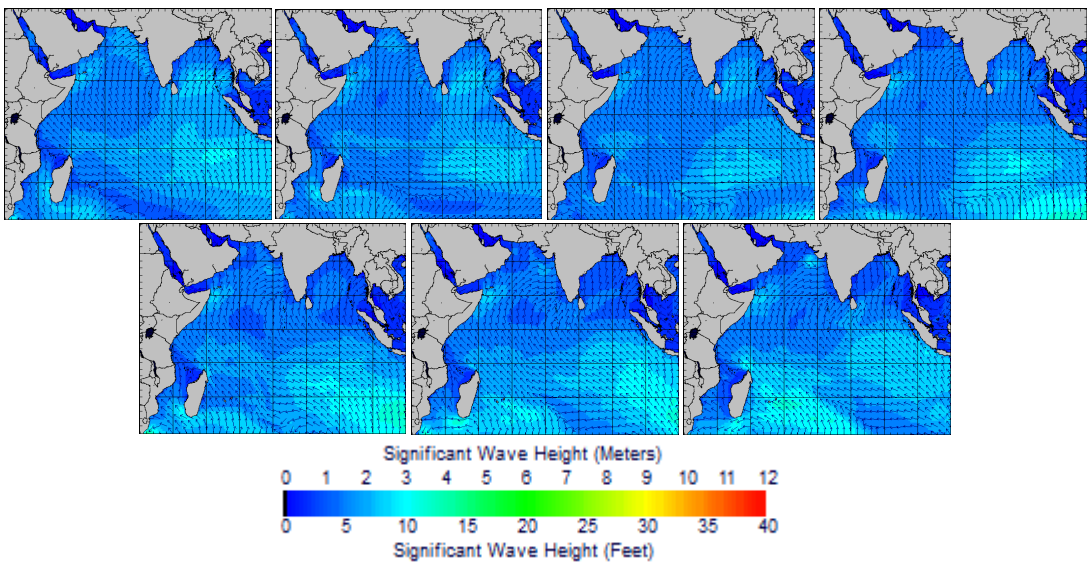 Significant Wave Height (Meters)
0 1 2 3 4 5 6 7 8 9 10 11 12
0 5 10 15 20 25 30 35 40
Significant Wave Height (Feet)